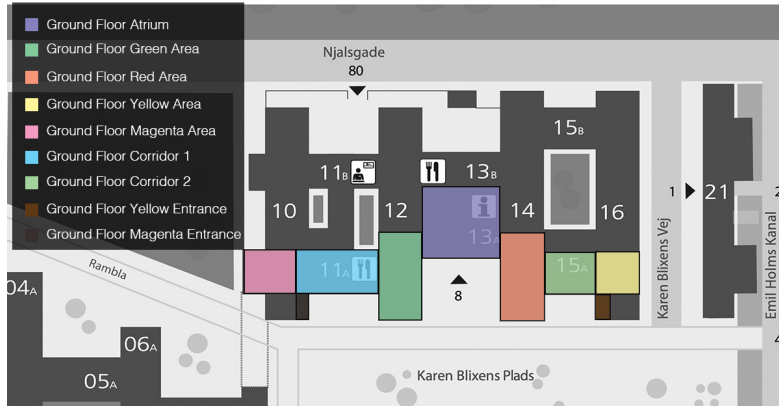 Ground Floor Atrium
Ground Floor Green Area
Ground Floor Red Area
Ground Floor Yellow Area
Ground Floor Magenta Area
Ground Floor Corridor 1
Ground Floor Corridor 2
Ground Floor Yellow Entrance
Ground Floor Magenta Entrance
Njalsgade
80
15B
11B
13B
10
12
14
16
1
21
2
13A
11A
15A
8
Karen Blixens Vej
Emil Holms Kanal
Rambla
04A
06A
05A
4
Karen Blixens Plads